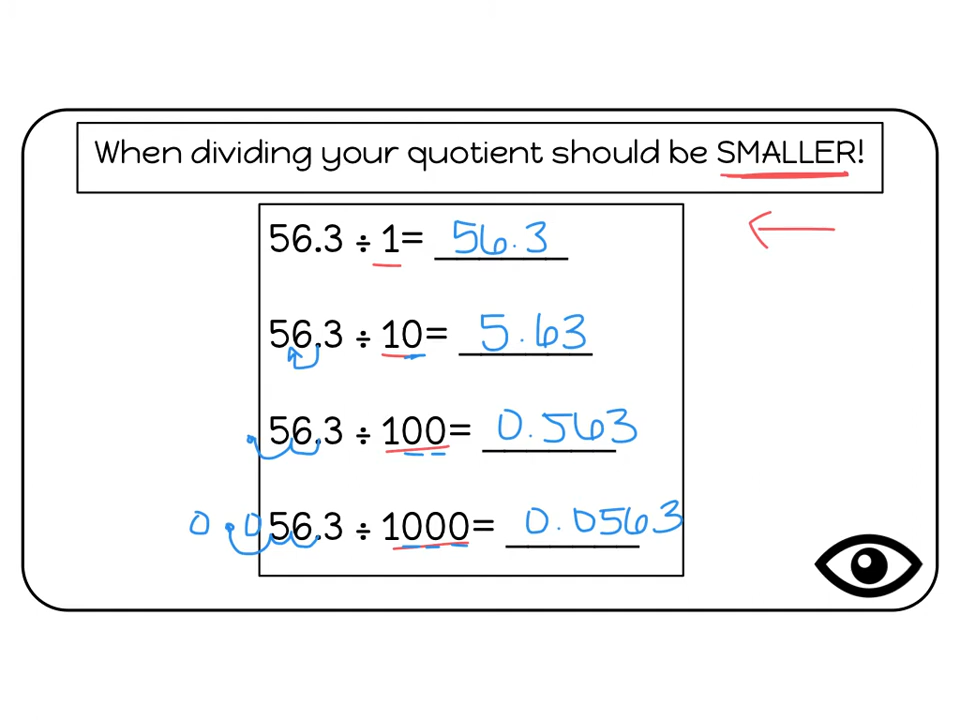 When dividing your quotient should be SMALLER!
56.3 ÷ 1= 56.3
56.3 ÷ 10= 5.63
56.3 ÷ 100= 0.563
0.056.3 ÷ 1000= 0.0563